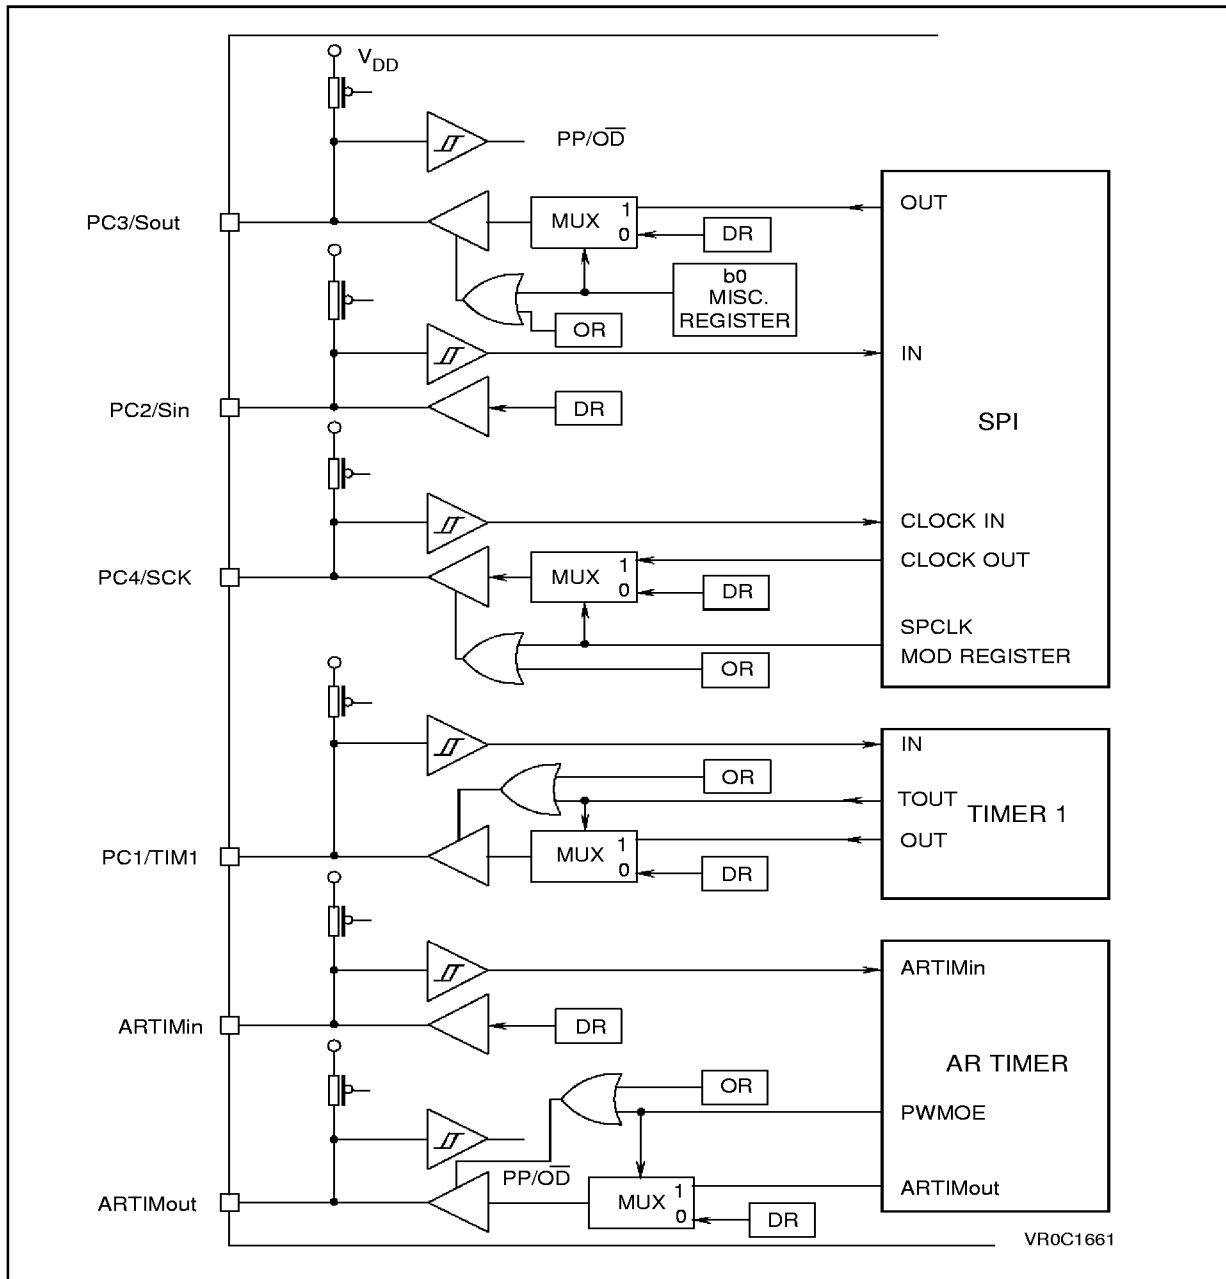 VDD
PP/OD
PC3/Sout
MUX 1
0
OUT
DR
b0
MISC.
REGISTER
OR
IN
PC2/Sin
DR
SPI
CLOCK IN
PC4/SCK
MUX 1
0
CLOCK OUT
DR
SPCLK
MOD REGISTER
OR
IN
OR
TOUT
TIMER 1
PC1/TIM1
MUX 1
0
OUT
DR
ARTIMin
ARTIMin
DR
AR TIMER
OR
PWMOE
PP/OD
ARTIMout
MUX 1
0
ARTIMout
DR
VR0C1661